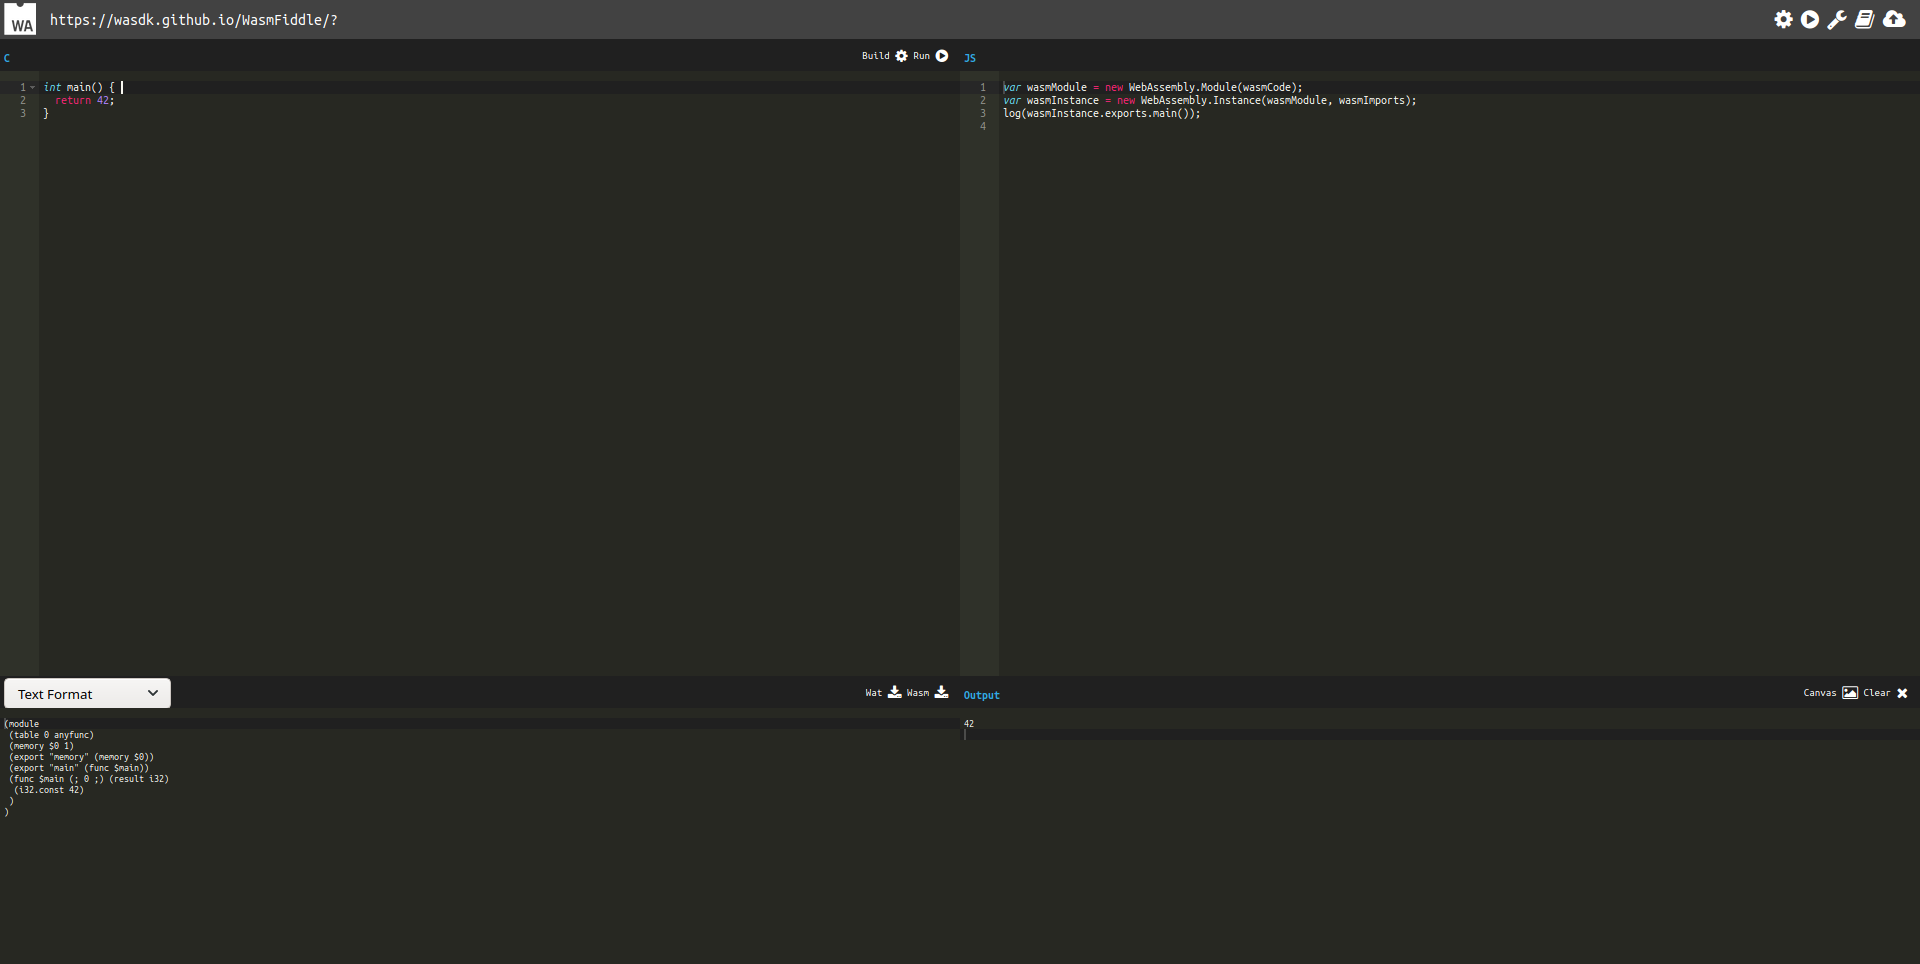 WA https://wasdk.github.io/WasmFiddle/?
C Build Run
1 int main() {
2 return 42;
3 }
JS
1 var wasmModule = new WebAssembly.Module(wasmCode);
2 var wasmInstance = new WebAssembly.Instance(wasmModule, wasmImports);
3 log(wasmInstance.exports.main());
4
Text Format Wat Wasm
(module
(table 0 anyfunc)
(memory $0 1)
(export "memory" (memory $0))
(export "main" (func $main))
(func $main (; 0 ;) (result i32)
(i32.const 42)
)
)
Output Canvas Clear
42